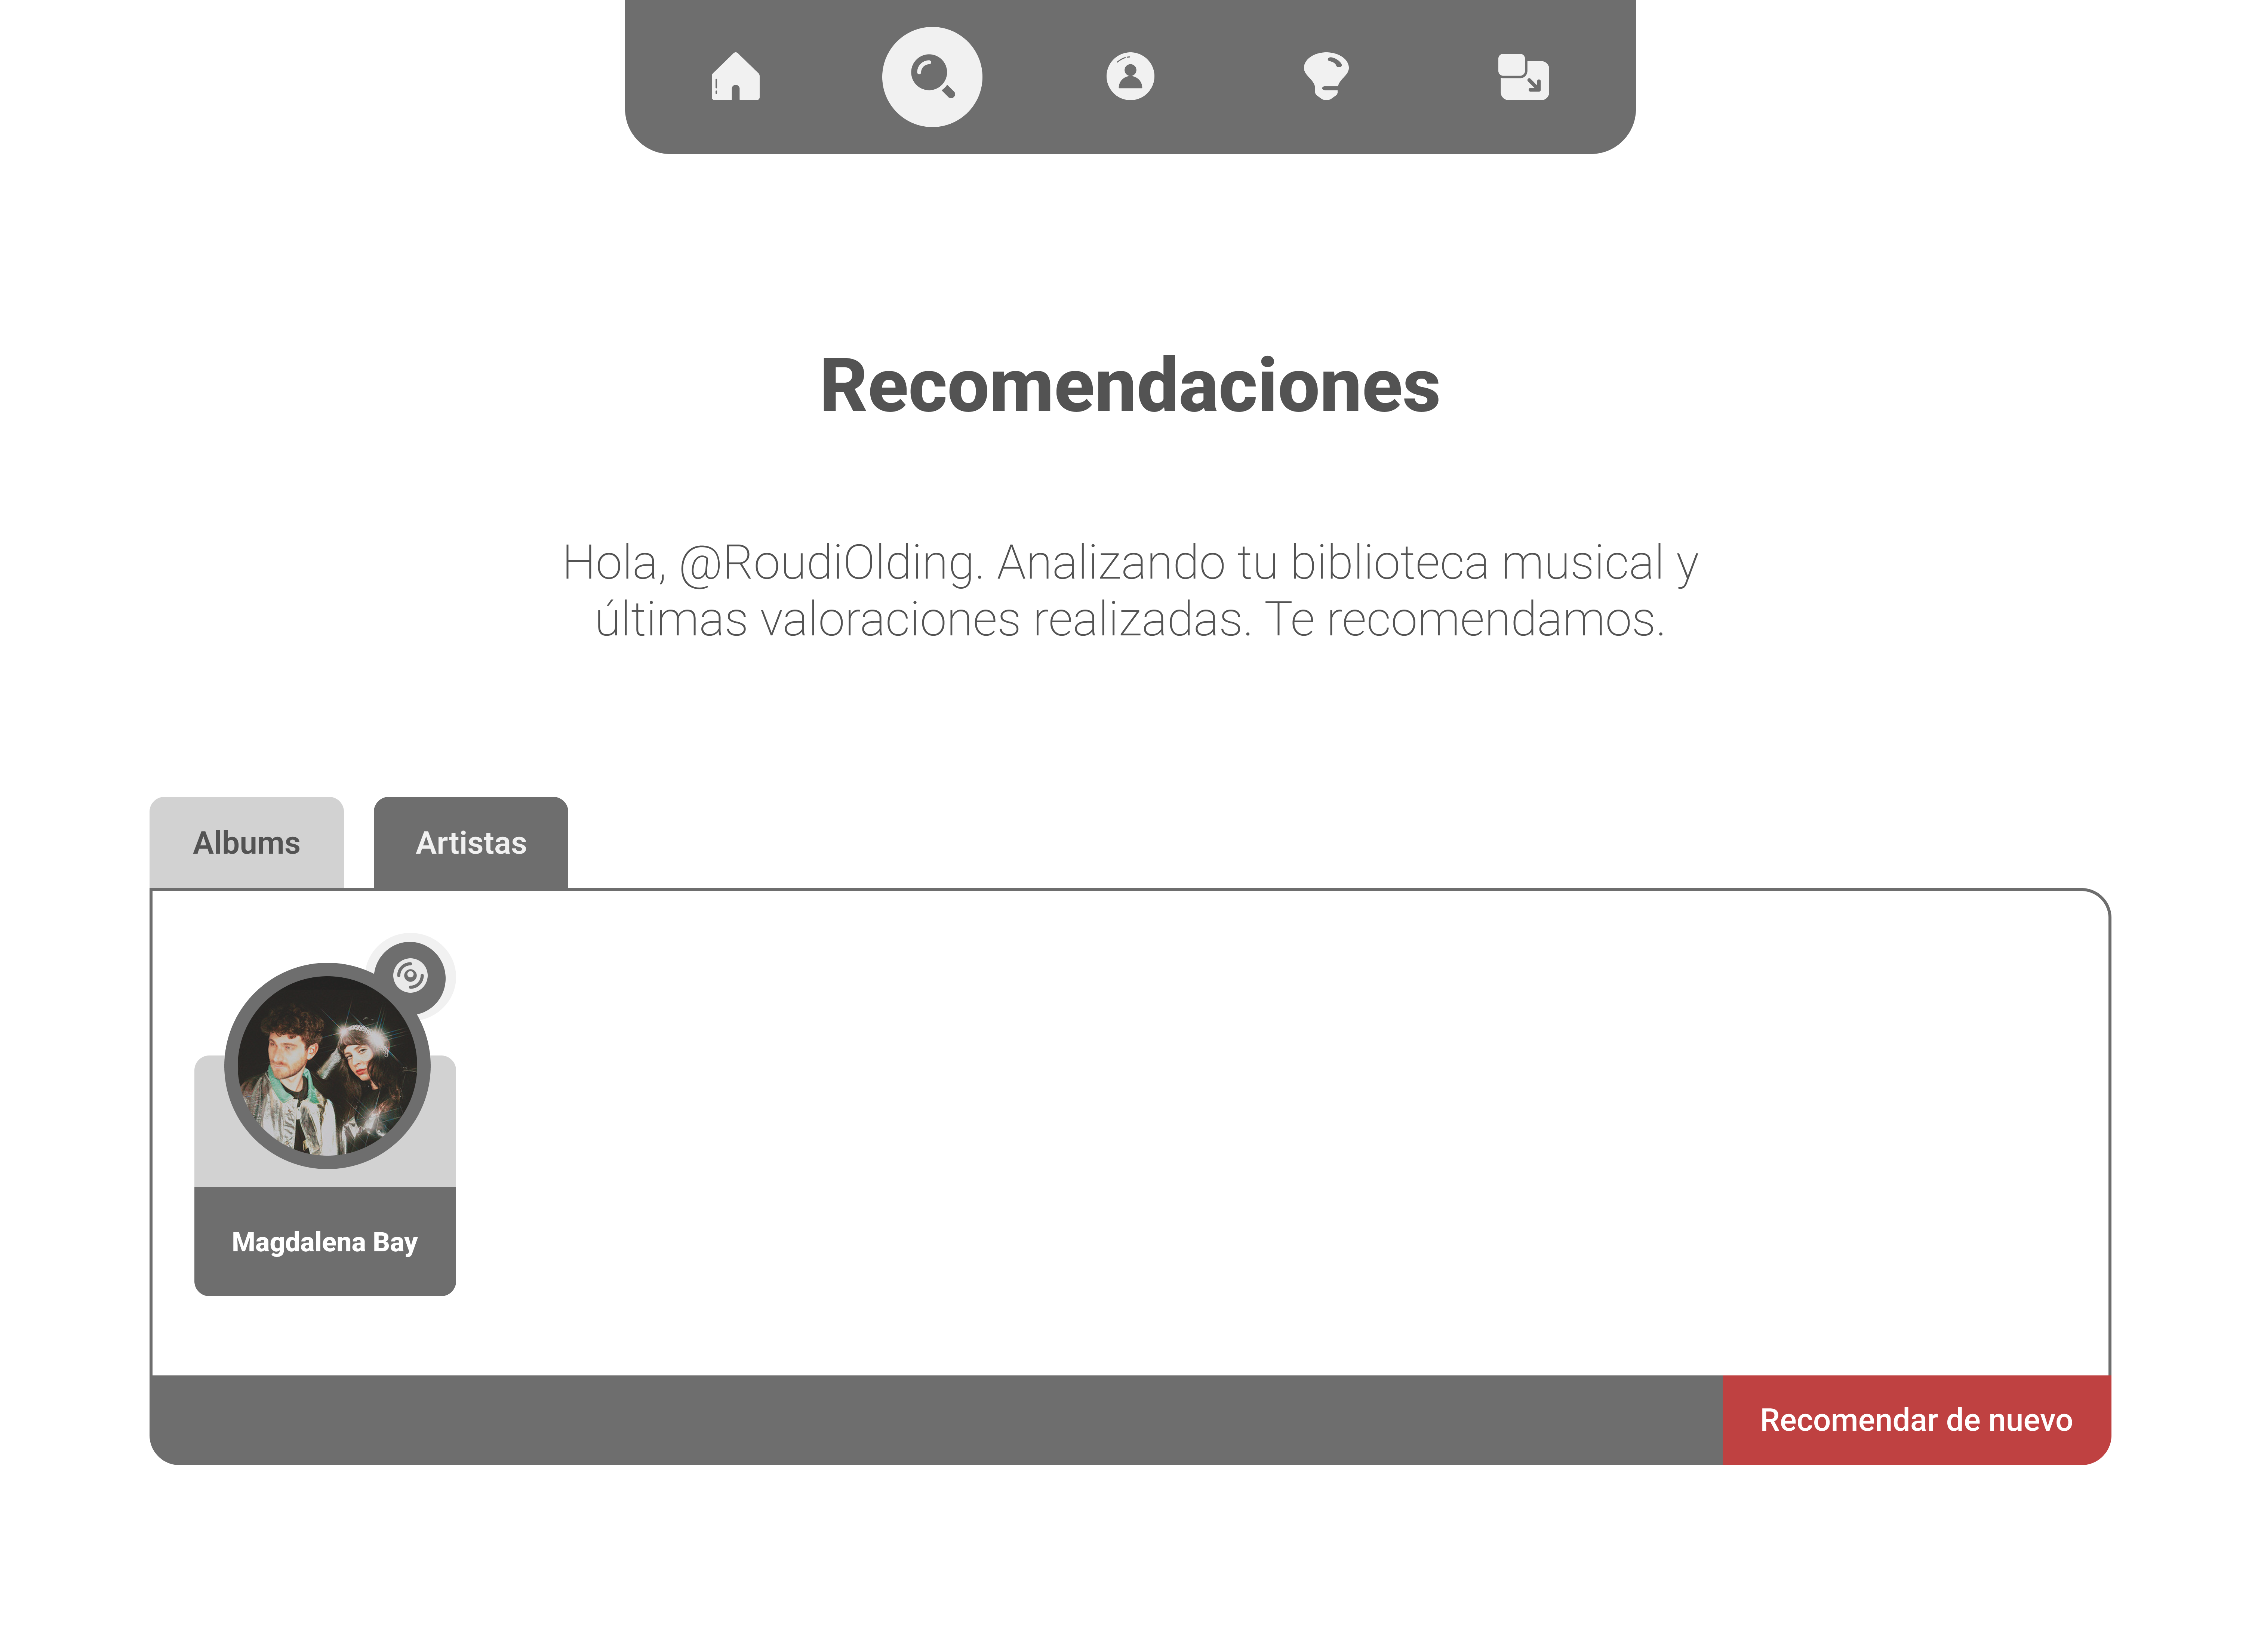 Recomendaciones
Hola, @RoudiOlding. Analizando tu biblioteca musical y
últimas valoraciones realizadas. Te recomendamos.
Albums
Artistas
Magdalena Bay
Recomendar de nuevo